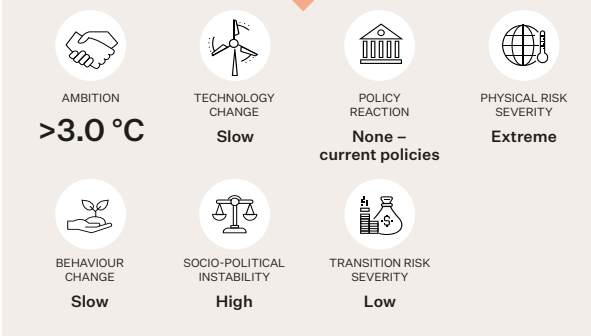 AMBITION
>3.0 °C
TECHNOLOGY
CHANGE
Slow
POLICY
REACTION
None –
current policies
PHYSICAL RISK
SEVERITY
Extreme
BEHAVIOUR
CHANGE
Slow
SOCIO-POLITICAL
INSTABILITY
High
$
TRANSITION RISK
SEVERITY
Low